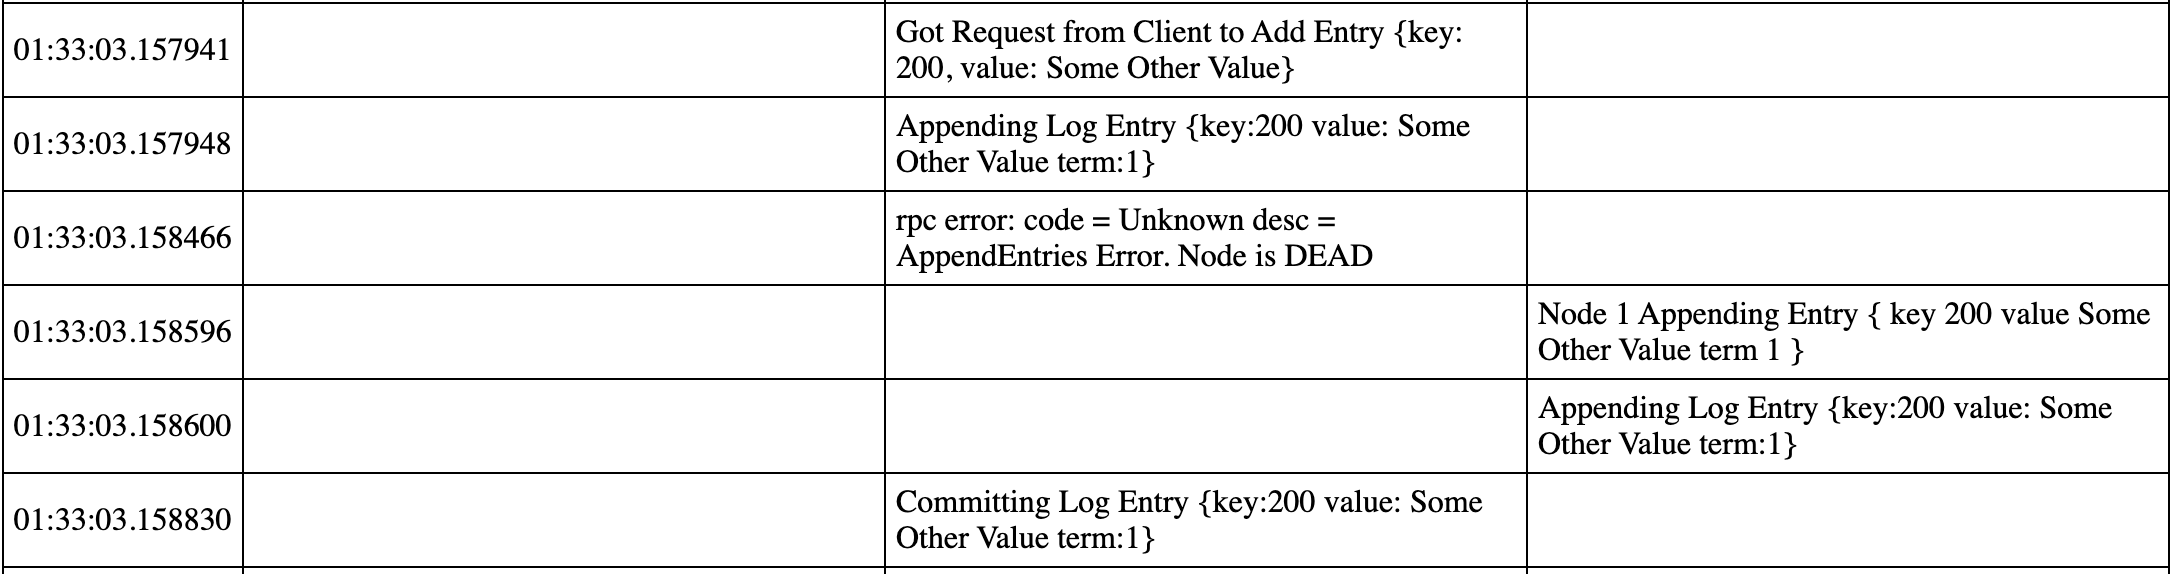 01:33:03.157941
Got Request from Client to Add Entry {key:
200, value: Some Other Value}
01:33:03.157948
Appending Log Entry {key:200 value: Some
Other Value term:1}
01:33:03.158466
rpc error: code = Unknown desc =
AppendEntries Error. Node is DEAD
01:33:03.158596
Node 1 Appending Entry { key 200 value Some
Other Value term 1 }
01:33:03.158600
Appending Log Entry {key:200 value: Some
Other Value term:1}
01:33:03.158830
Committing Log Entry {key:200 value: Some
Other Value term:1}